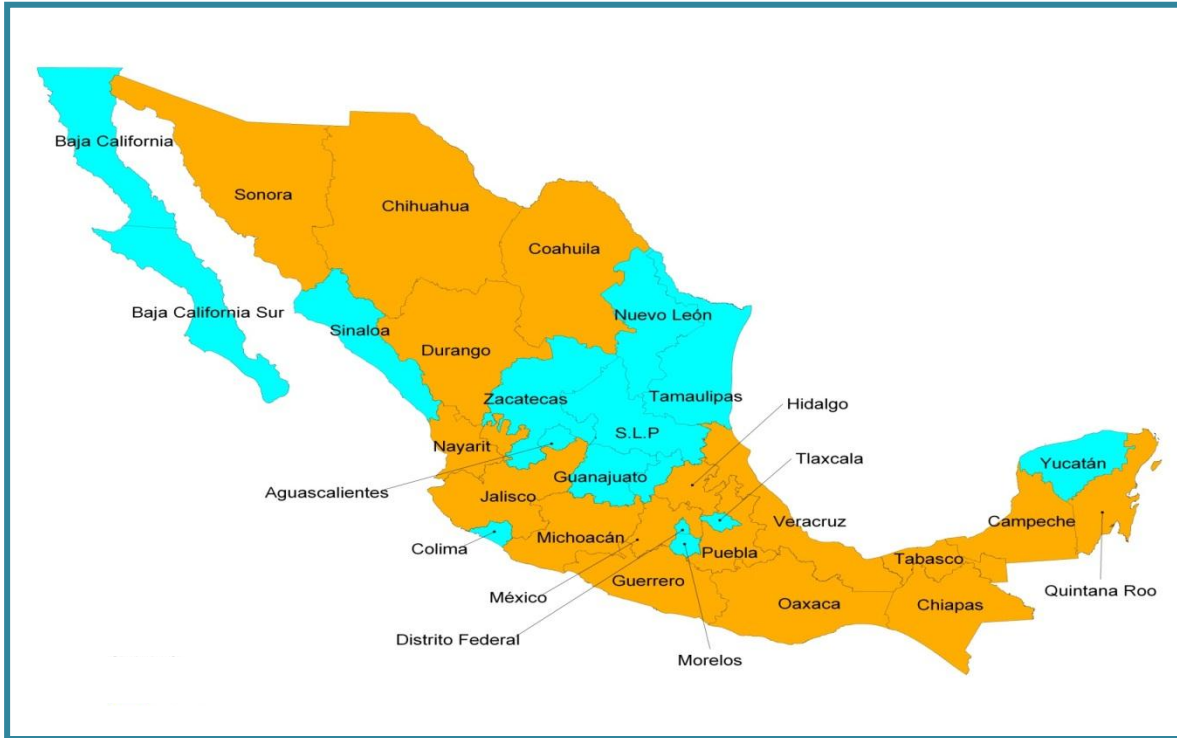 Baja California
Sonora
Chihuahua
Coahuila
Baja California Sur
Sinaloa
Nuevo León
Durango
Zacatecas
Tamaulipas
Hidalgo
S.L.P
Nayarit
Tlaxcala
Yucatán
Aguascalientes
Guanajuato
Jalisco
Veracruz
Campeche
Colima
Michoacán
Puebla
Tabasco
México
Guerrero
Quintana Roo
Oaxaca
Chiapas
Distrito Federal
Morelos